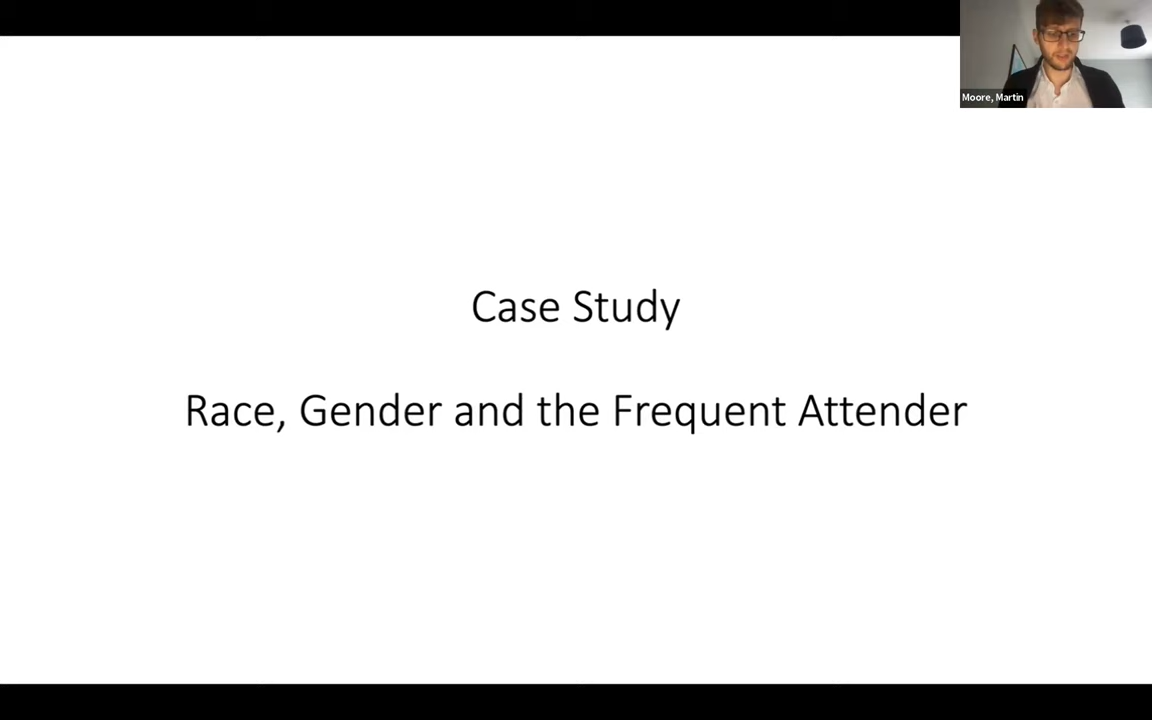 Moore, Martin
Case Study
Race, Gender and the Frequent Attender